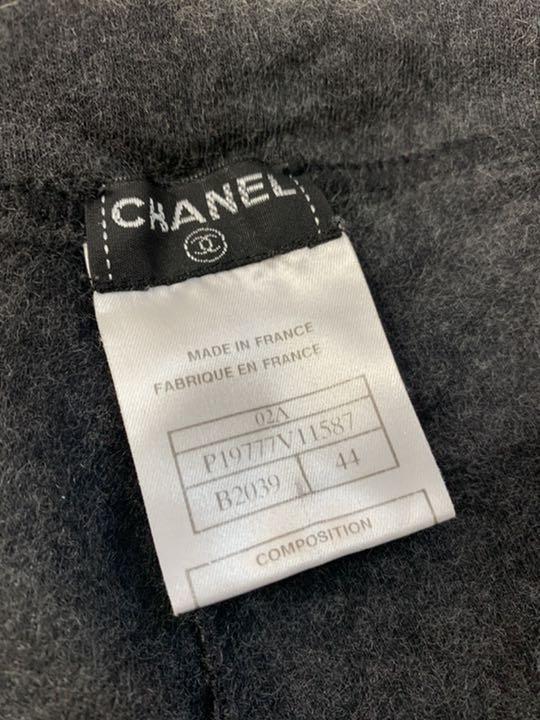 CHANEL
MADE IN FRANCE
FABRIQUE EN FRANCE
02A
P19777V11587
B2039 44
COMPOSITION